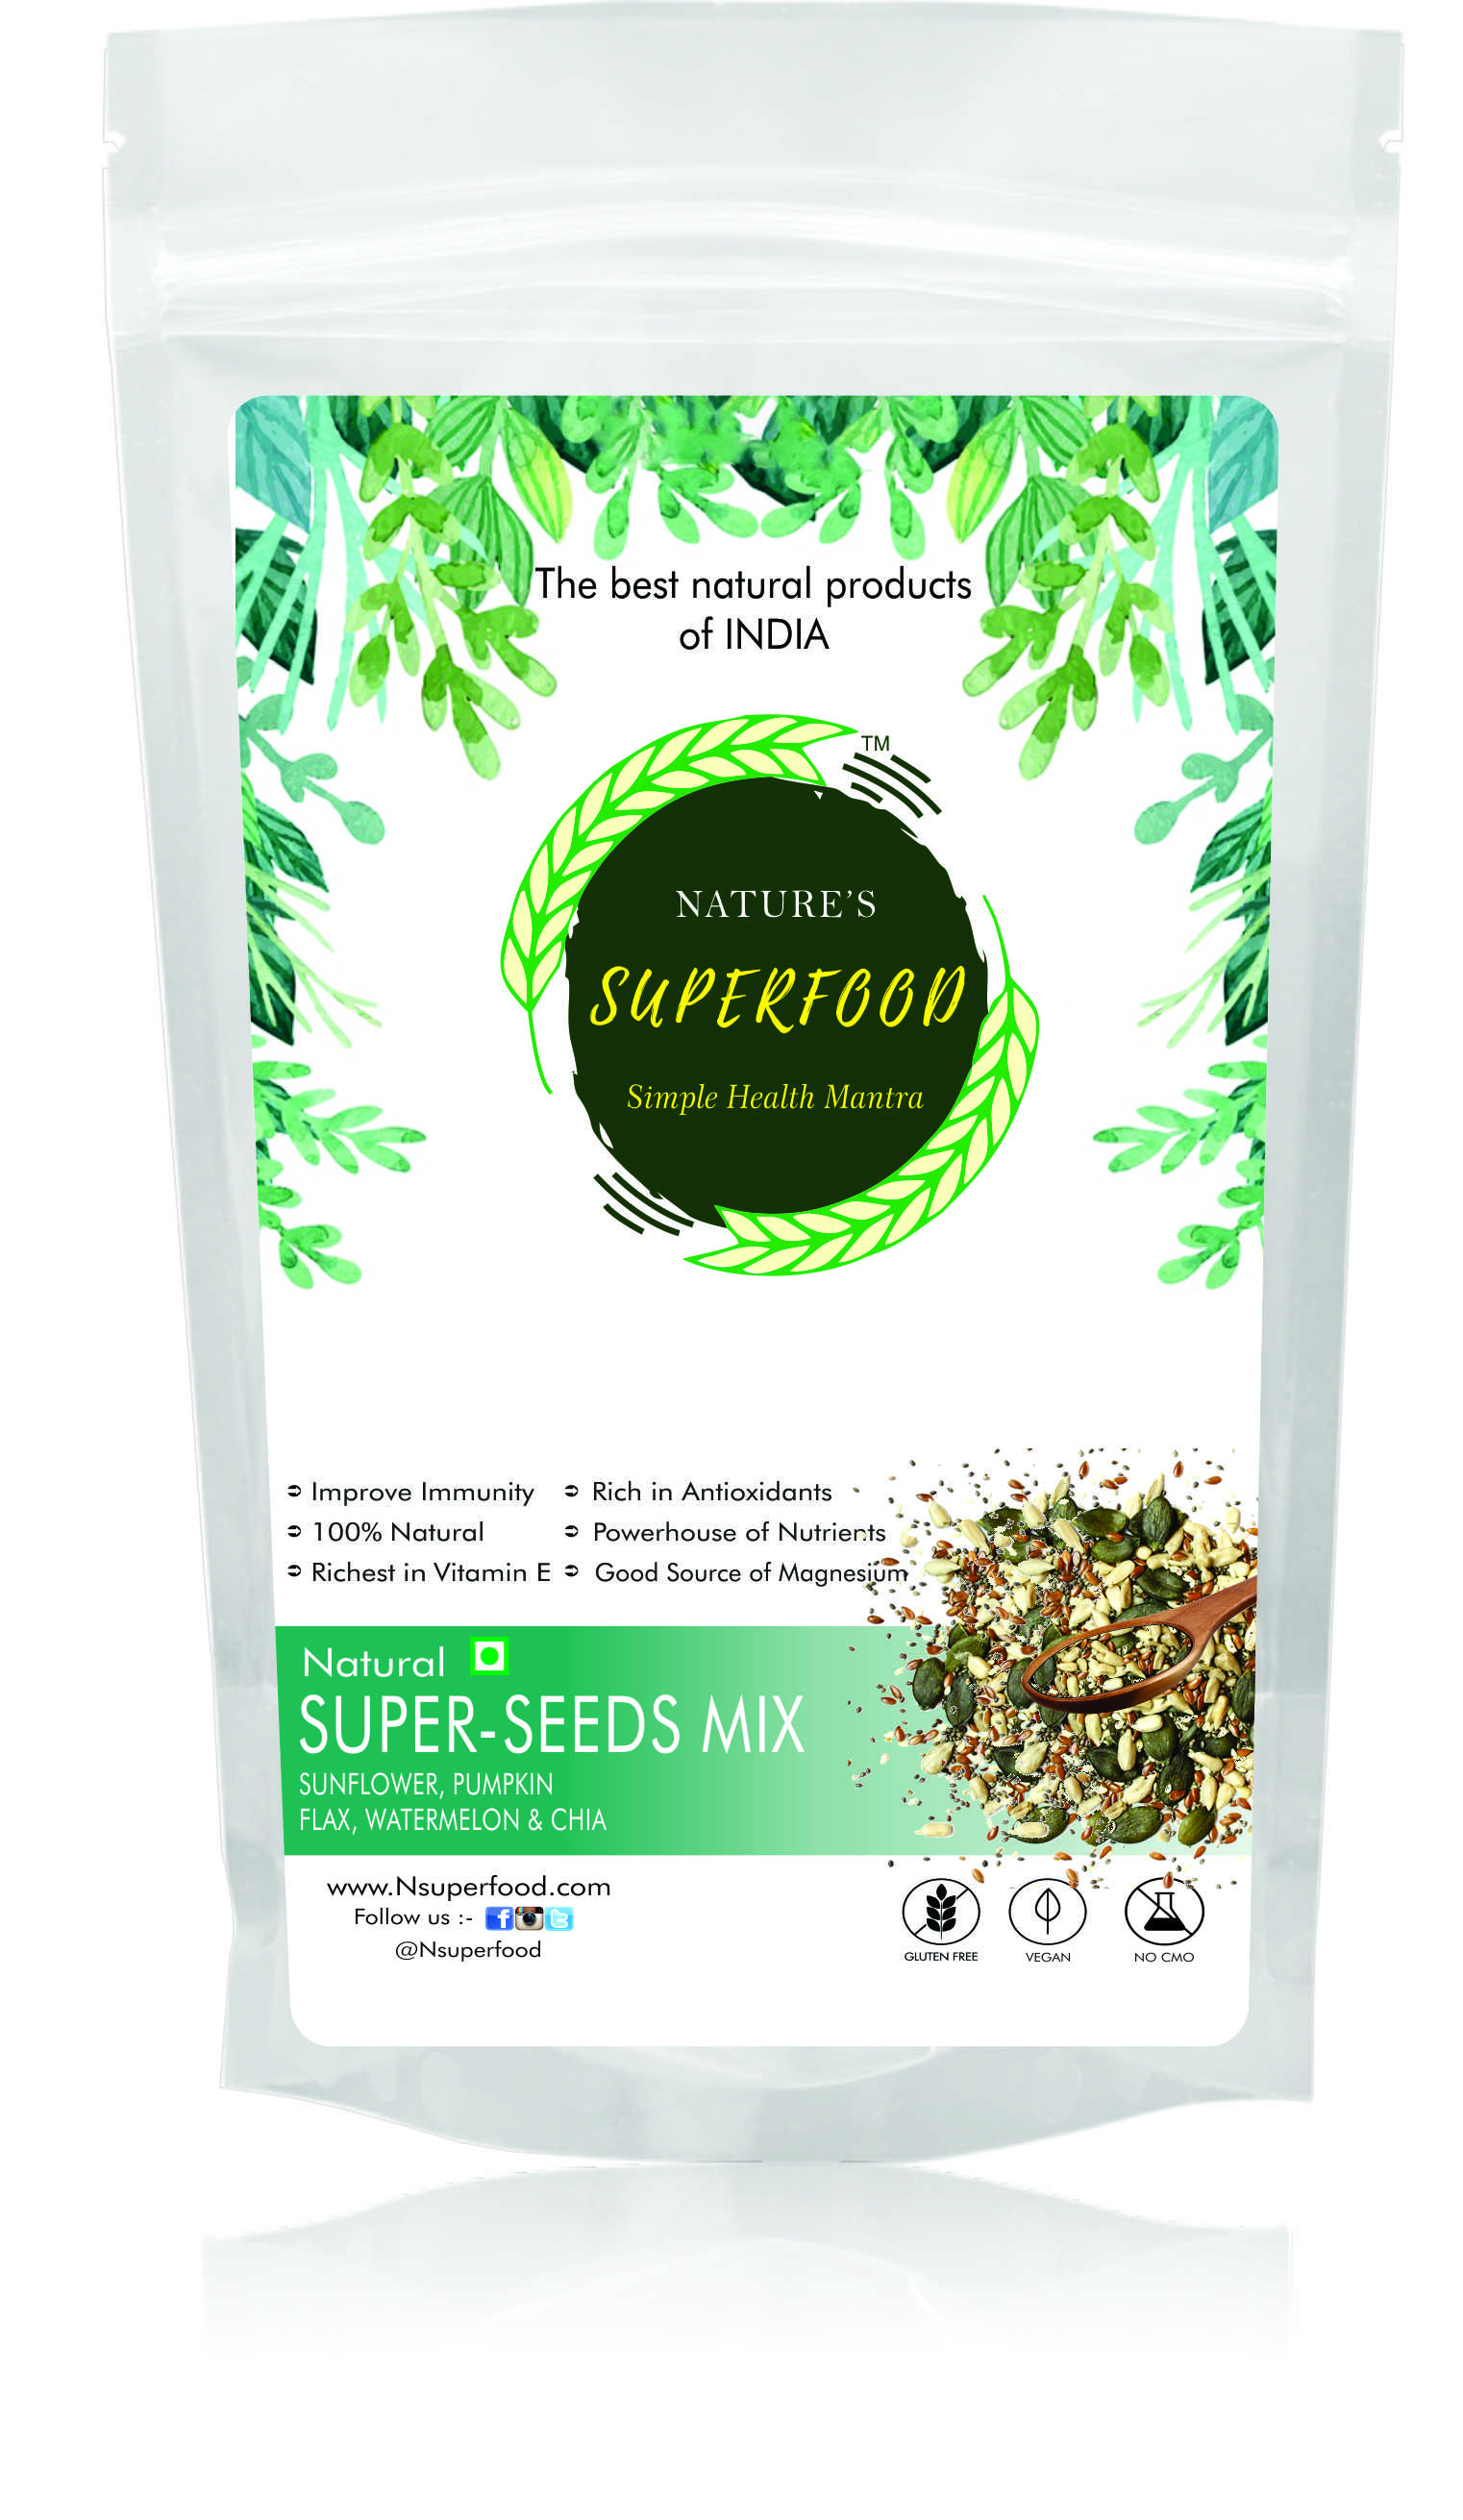 The best natural products
of INDIA
TM
NATURE'S
SUPERFOOD
Simple Health Mantra
Improve Immunity
Rich in Antioxidants
100% Natural
Powerhouse of Nutrients
Richest in Vitamin E
Good Source of Magnesium
Natural
SUPER-SEEDS MIX
SUNFLOWER, PUMPKIN
FLAX, WATERMELON & CHIA
www.Nsuperfood.com
Follow us :-
@Nsuperfood
GLUTEN FREE
VEGAN
NO CMO